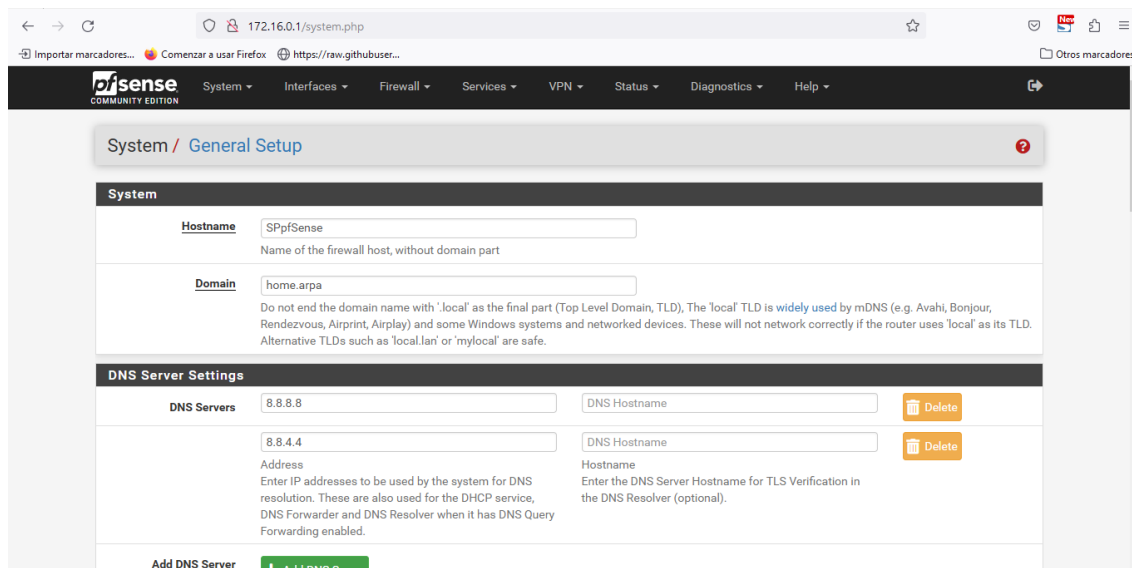 172.16.0.1/system.php
New
Importar marcadores... Comenzar a usar Firefox https://raw.githubuser... Otros marcadores
pfsense COMMUNITY EDITION System Interfaces Firewall Services VPN Status Diagnostics Help
System / General Setup
System
Hostname SPpfSense
Name of the firewall host, without domain part
Domain home.arpa
Do not end the domain name with '.local' as the final part (Top Level Domain, TLD), The 'local' TLD is widely used by mDNS (e.g. Avahi, Bonjour,
Rendezvous, Airprint, Airplay) and some Windows systems and networked devices. These will not network correctly if the router uses 'local' as its TLD.
Alternative TLDs such as 'local.lan' or 'mylocal' are safe.
DNS Server Settings
DNS Servers 8.8.8.8 DNS Hostname Delete
8.8.4.4 DNS Hostname Delete
Address
Enter IP addresses to be used by the system for DNS
resolution. These are also used for the DHCP service,
DNS Forwarder and DNS Resolver when it has DNS Query
Forwarding enabled.
Hostname
Enter the DNS Server Hostname for TLS Verification in
the DNS Resolver (optional).
Add DNS Server